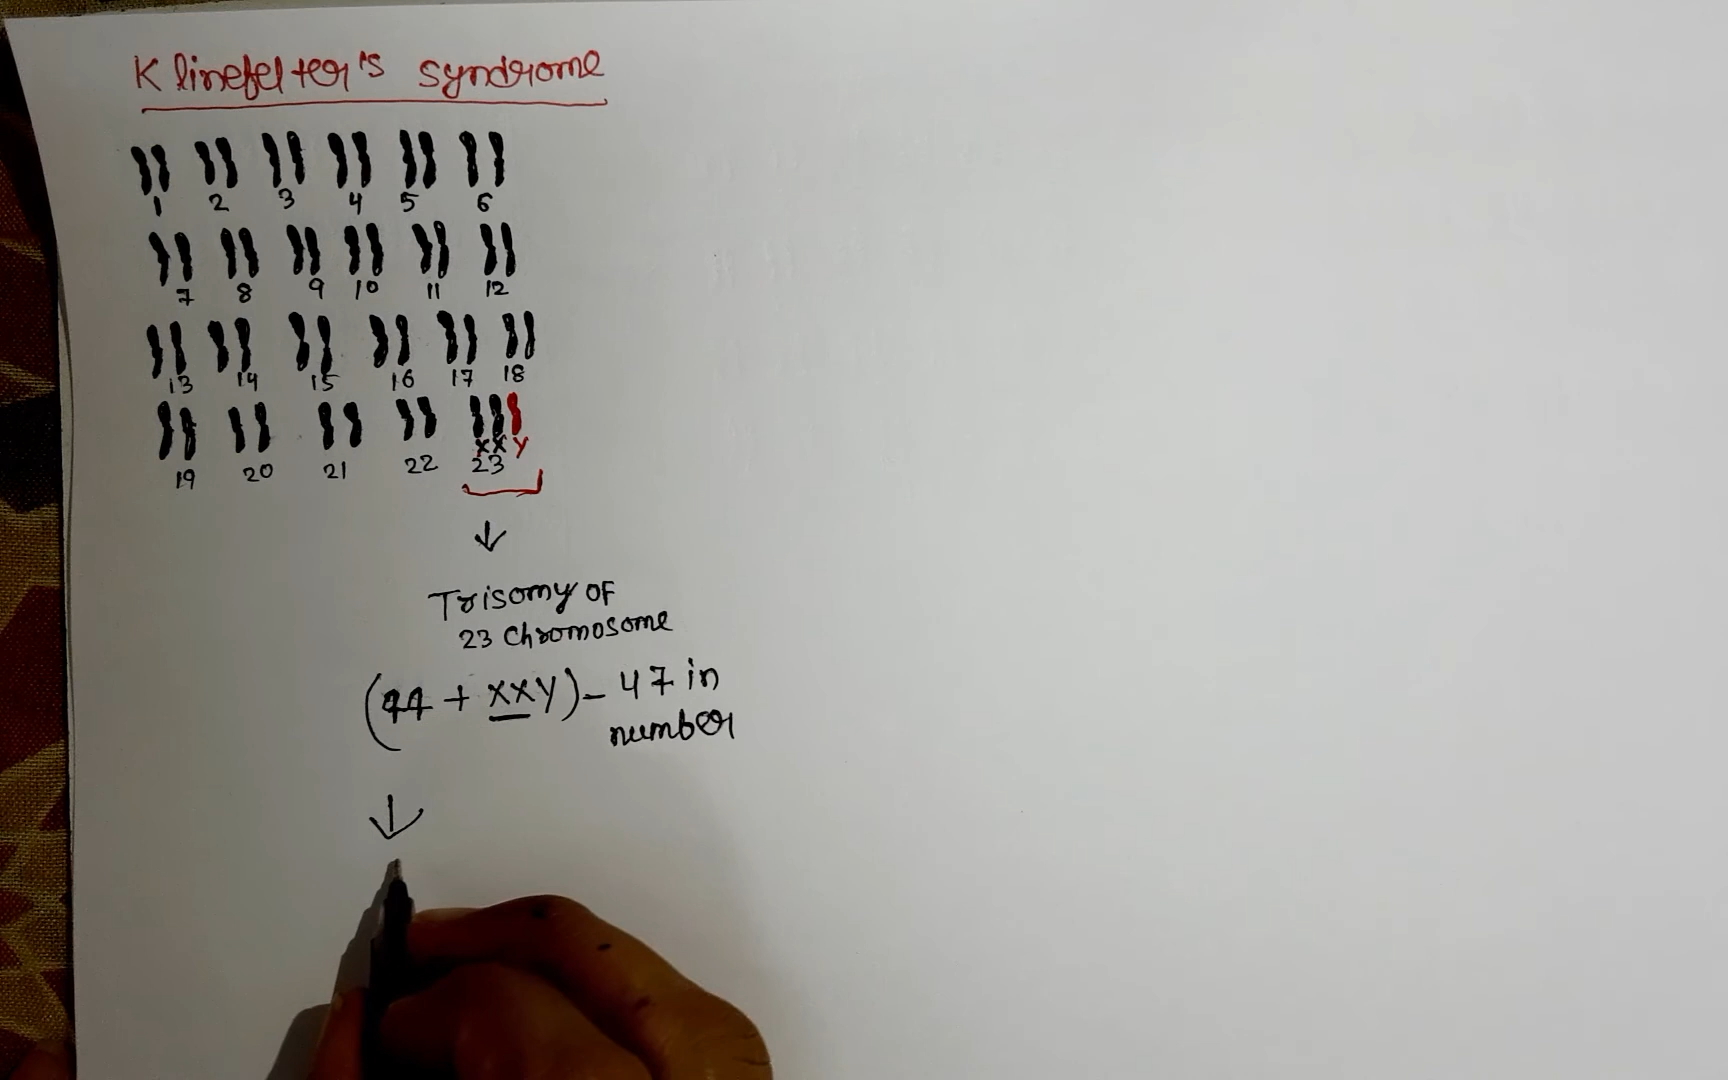 Klinefelter's syndrome
1 2 3 4 5 6
7 8 9 10 11 12
13 14 15 16 17 18
X X Y
19 20 21 22 23
Trisomy OF
23 Chromosome
(44 + XXY) - 47 in
number